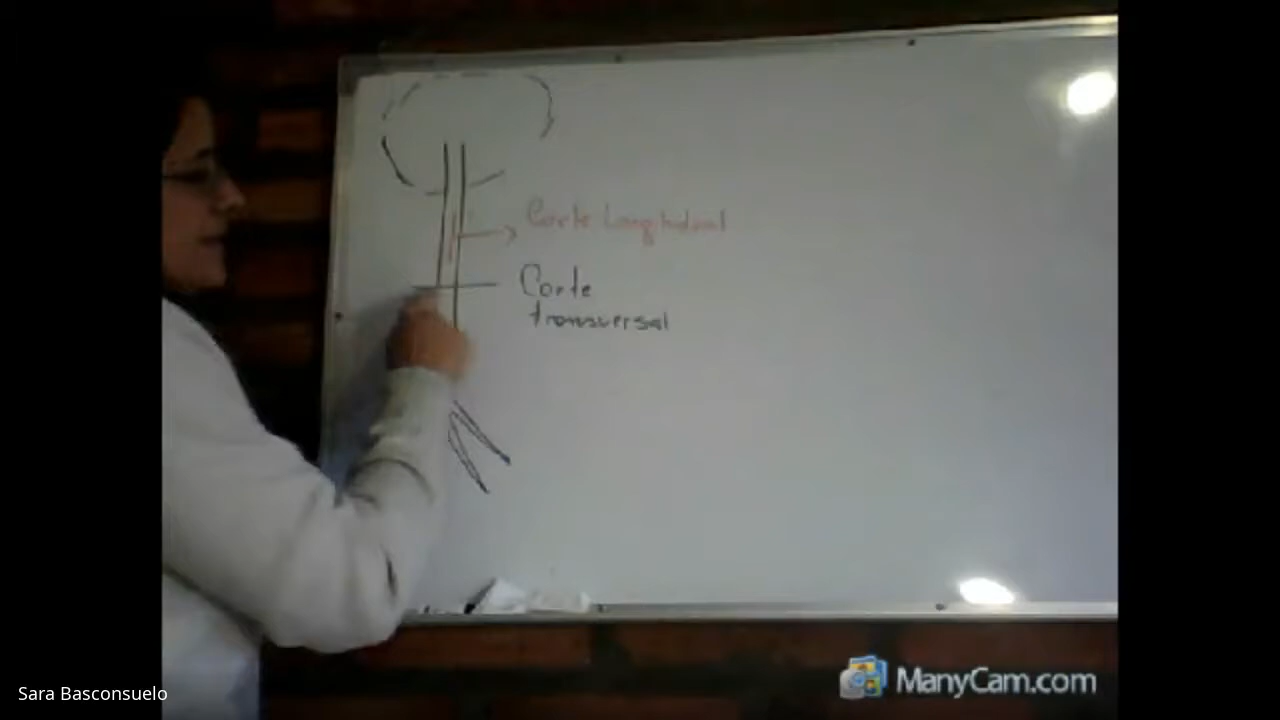 Corte Longitudinal
Corte
transversal
Sara Basconsuelo
ManyCam.com